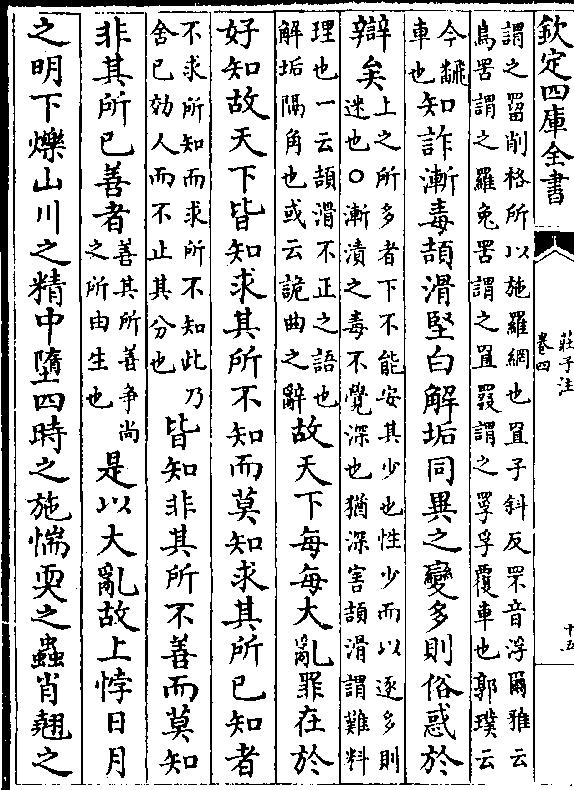 欽定四庫全書
莊子注
卷四
十五
謂之罶削格所以施羅網也罝子斜反罘音浮爾雅云
鳥罟謂之羅兔罟謂之罝罬謂之罦罦覆車也郭璞云
今翻
車也
知詐漸毒頡滑堅白解垢同異之變多則俗惑於
辯矣
上之所多者下不能安其少也性少而以逐多則
迷也○漸漬之毒不覺深也猶深害頡滑謂難料
理也一云頡滑不正之語也
解垢隔角也或云詭曲之辭
故天下每每大亂罪在於
好知故天下皆知求其所不知而莫知求其所已知者
不求所知而求所不知此乃
舍已効人而不止其分也
皆知非其所不善而莫知
非其所已善者
善其所善爭尚
之所由生也
是以大亂故上悖日月
之明下爍山川之精中墮四時之施惴耎之蟲肖翹之